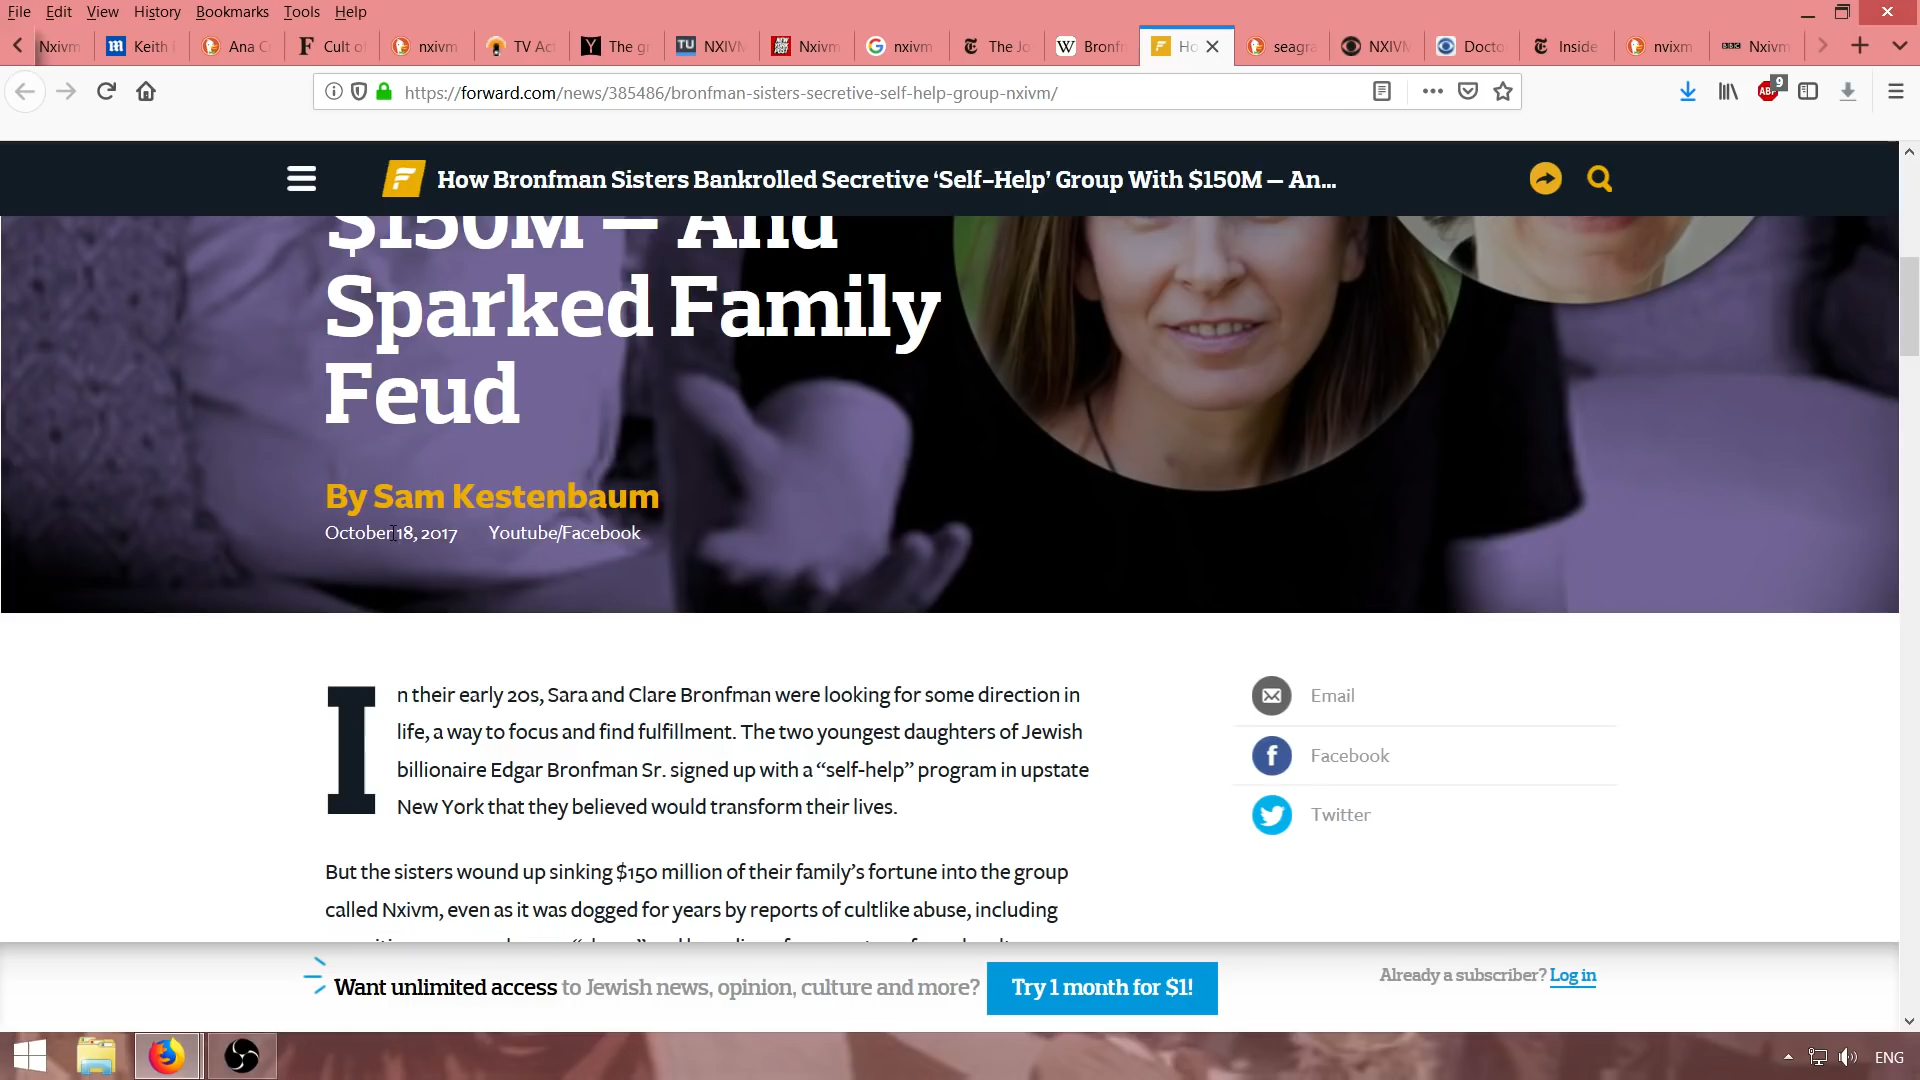 File Edit View History Bookmarks Tools Help
Nxivm Keith Ana C Cult o nxivm TV Ac The g NXIVM Nxivm nxivm The Jo Bronfm Ho seagra NXIVM Docto Inside nvixm Nxivm
https://forward.com/news/385486/bronfman-sisters-secretive-self-help-group-nxivm/
9
How Bronfman Sisters Bankrolled Secretive ‘Self-Help’ Group With $150M — An...
$150M — And
Sparked Family
Feud
By Sam Kestenbaum
October 18, 2017 Youtube/Facebook
In their early 20s, Sara and Clare Bronfman were looking for some direction in
life, a way to focus and find fulfillment. The two youngest daughters of Jewish
billionaire Edgar Bronfman Sr. signed up with a “self-help” program in upstate
New York that they believed would transform their lives.
But the sisters wound up sinking $150 million of their family’s fortune into the group
called Nxivm, even as it was dogged for years by reports of cultlike abuse, including
Email
Facebook
Twitter
Want unlimited access to Jewish news, opinion, culture and more? Try 1 month for $1!
Already a subscriber? Log in
ENG